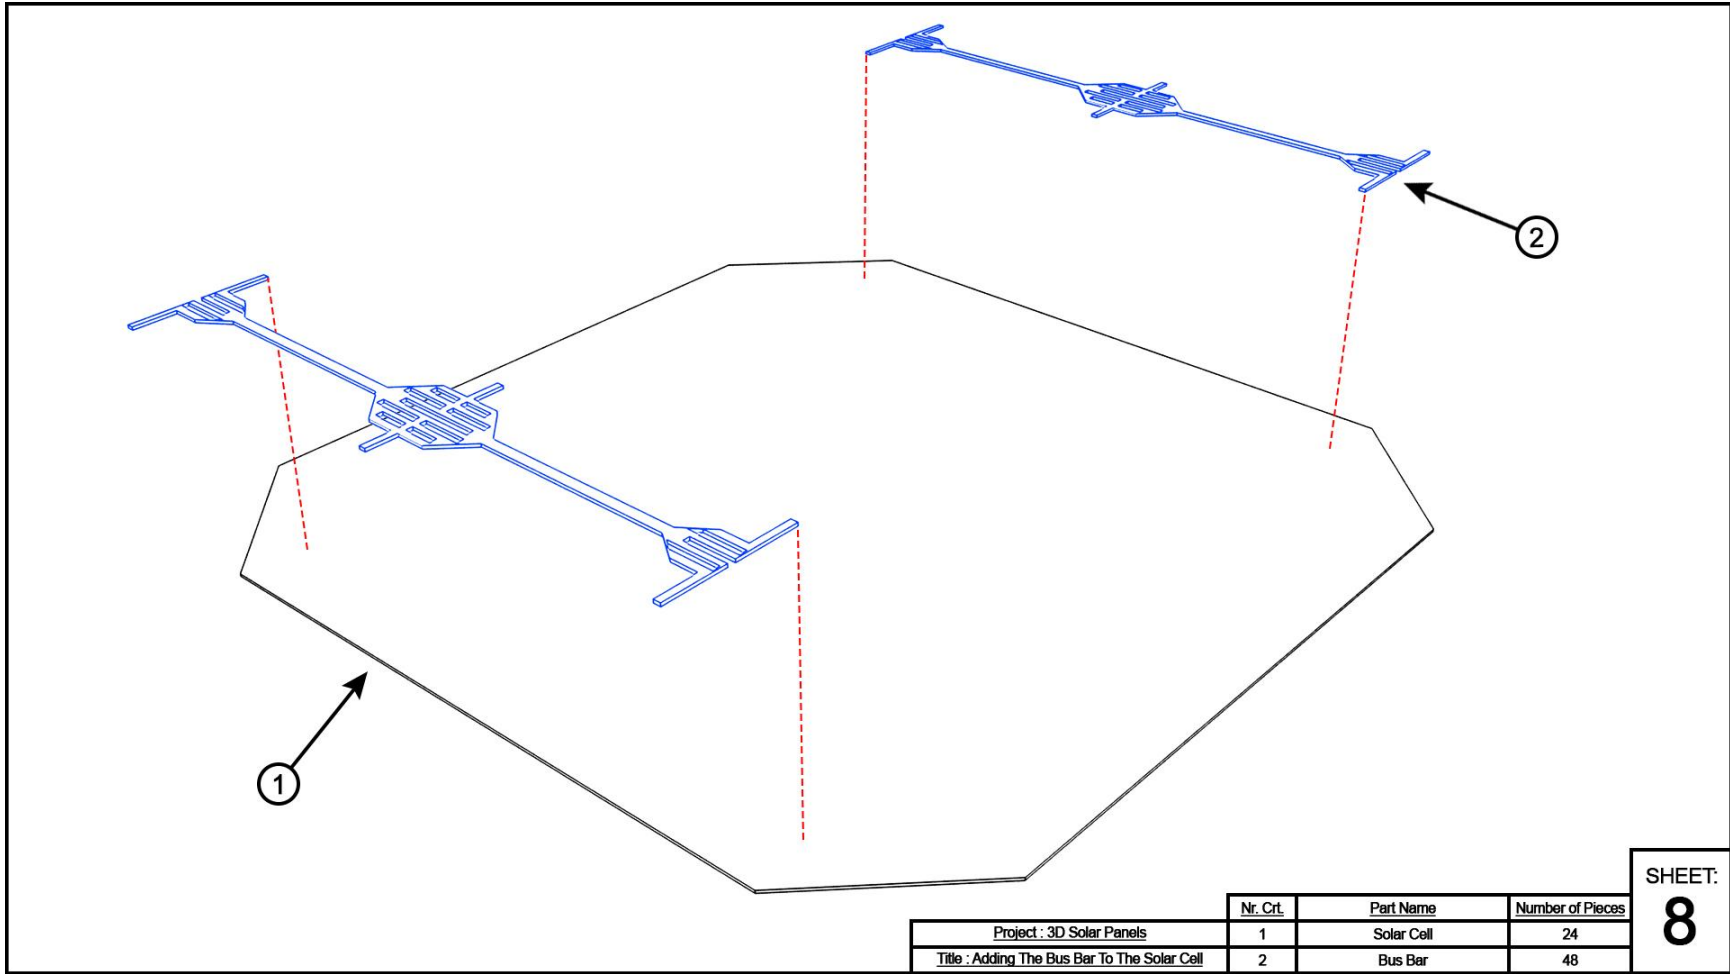 2
1
SHEET:
8
Nr. Crt. Part Name Number of Pieces
Project : 3D Solar Panels 1 Solar Cell 24
Title : Adding The Bus Bar To The Solar Cell 2 Bus Bar 48